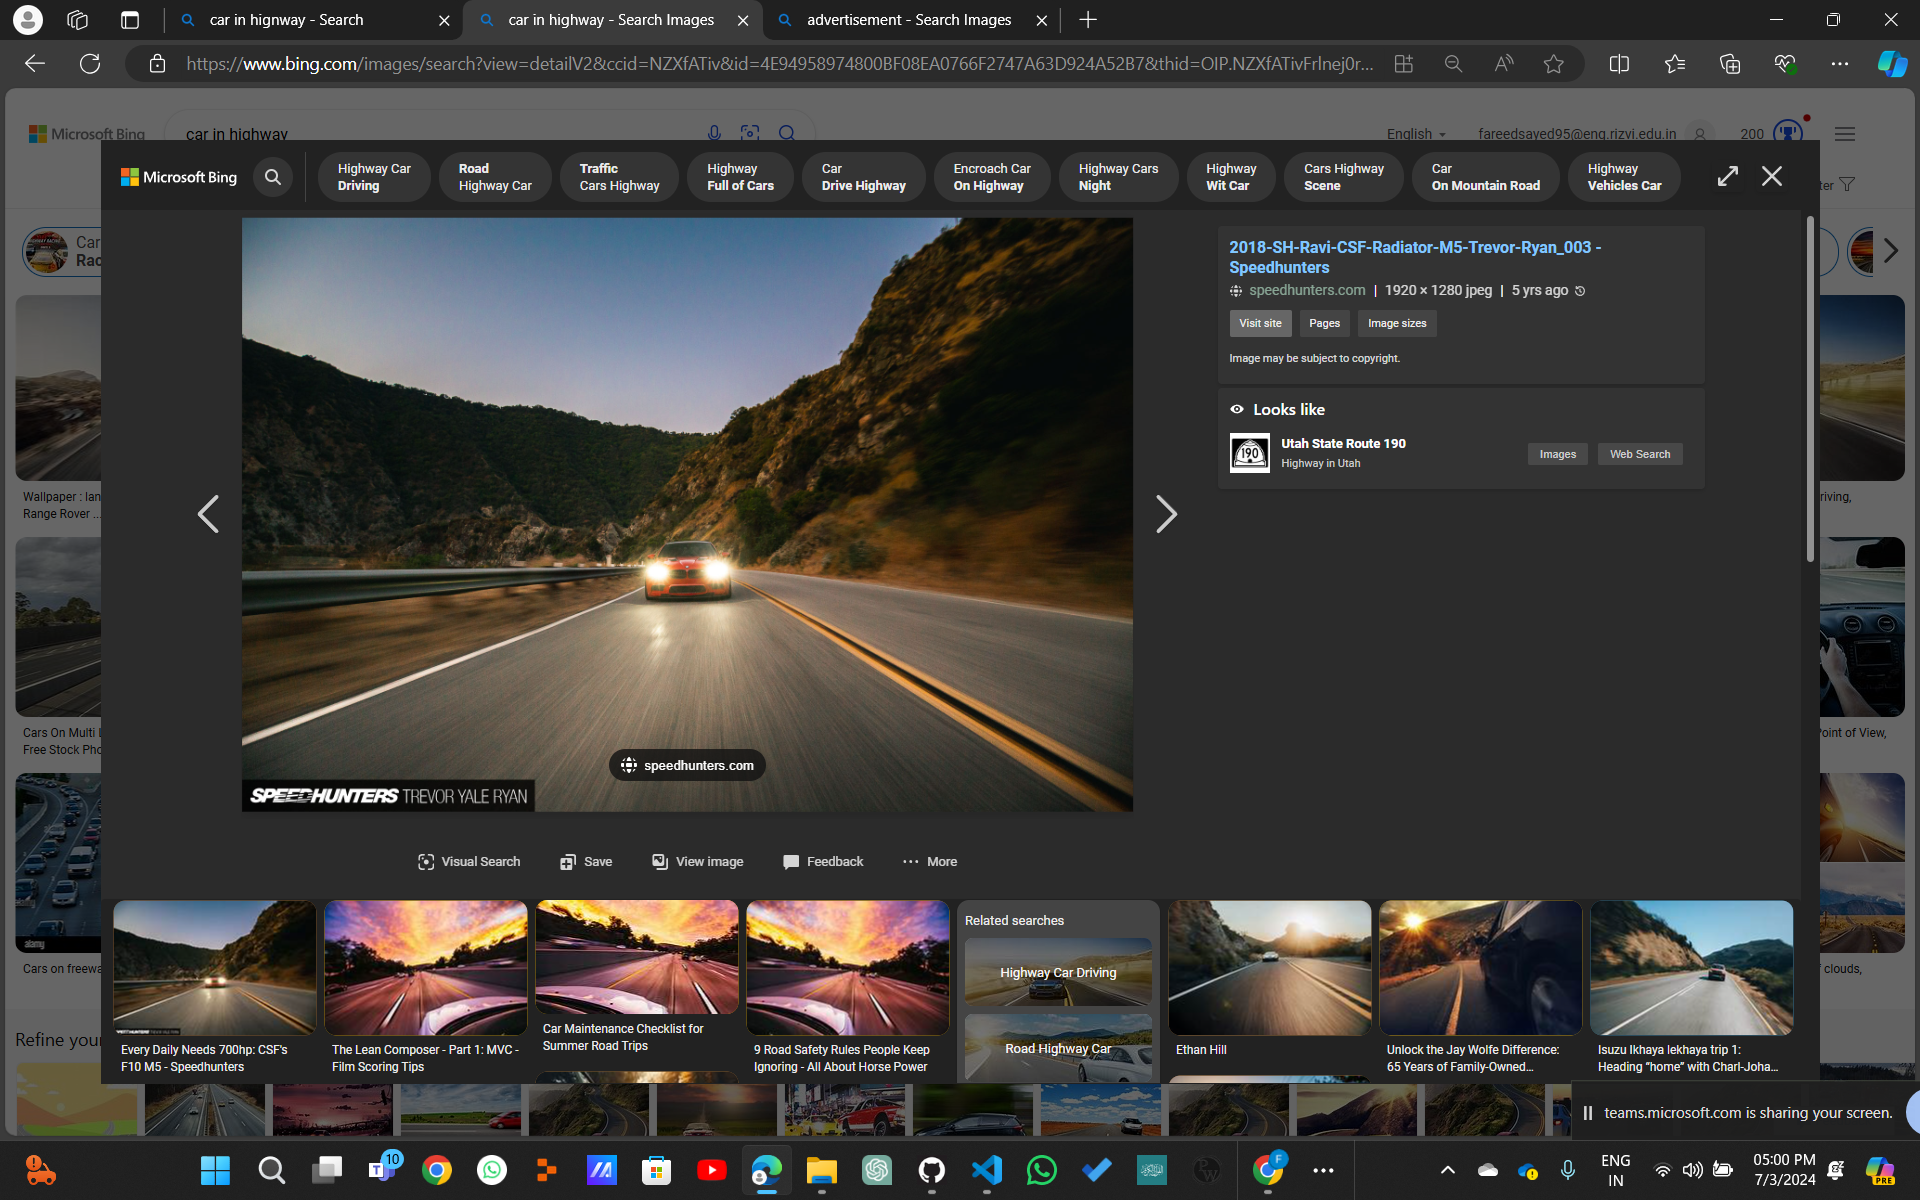 car in highway - Search
car in highway - Search Images
advertisement - Search Images
https://www.bing.com/images/search?view=detailV2&ccid=NZXfATiv&id=4E94958974800BF08EA0766F2747A63D924A52B7&thid=OIP.NZXfATivFrlnej0r...
Microsoft Bing
car in highway
English
fareedsayed95@eng.rizvi.edu.in
200
Microsoft Bing
Highway Car
Driving
Road
Highway Car
Traffic
Cars Highway
Highway
Full of Cars
Car
Drive Highway
Encroach Car
On Highway
Highway Cars
Night
Highway
Wit Car
Cars Highway
Scene
Car
On Mountain Road
Highway
Vehicles Car
ter
Car
Rac
2018-SH-Ravi-CSF-Radiator-M5-Trevor-Ryan_003 -
Speedhunters
speedhunters.com | 1920 × 1280 jpeg | 5 yrs ago
Visit site
Pages
Image sizes
Image may be subject to copyright.
Looks like
190
Utah State Route 190
Highway in Utah
Images
Web Search
Wallpaper : lan
Range Rover ...
riving,
Cars On Multi L
Free Stock Pho
Point of View,
speedhunters.com
SPEEDHUNTERS TREVOR YALE RYAN
Visual Search
Save
View image
Feedback
More
alamy
Cars on freewa
f clouds,
Every Daily Needs 700hp: CSF's
F10 M5 - Speedhunters
The Lean Composer - Part 1: MVC -
Film Scoring Tips
Car Maintenance Checklist for
Summer Road Trips
9 Road Safety Rules People Keep
Ignoring - All About Horse Power
Related searches
Highway Car Driving
Road Highway Car
Ethan Hill
Unlock the Jay Wolfe Difference:
65 Years of Family-Owned...
Isuzu Ikhaya lekhaya trip 1:
Heading "home" with Charl-Joha...
Refine your
teams.microsoft.com is sharing your screen.
10
F
ENG
IN
05:00 PM
7/3/2024
PRE